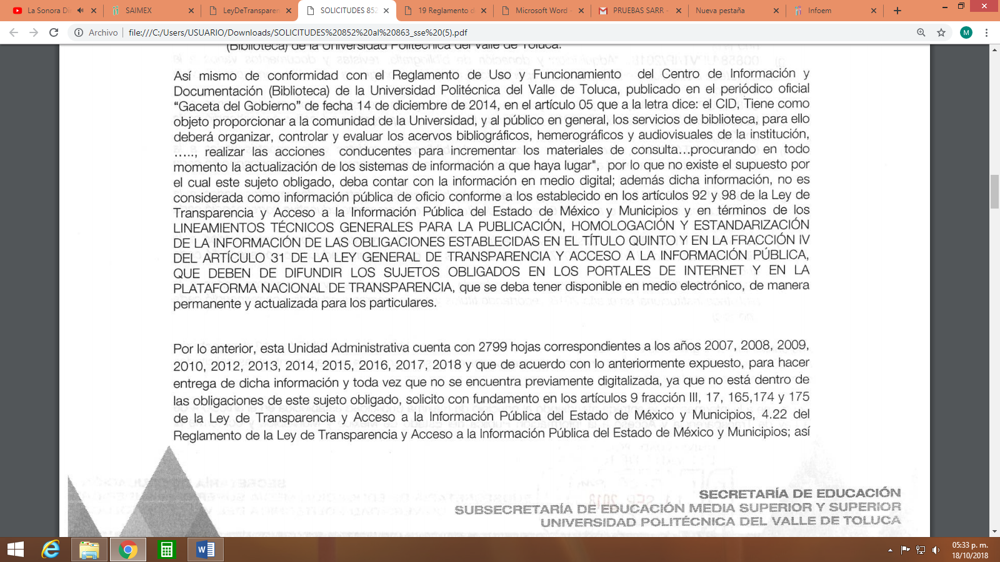 La Sonora Di
SAIMEX
LeyDeTransparen
SOLICITUDES 852
19 Reglamento d
Microsoft Word -
PRUEBAS SARR -
Nueva pestaña
Infoem
Archivo file:///C:/Users/USUARIO/Downloads/SOLICITUDES%20852%20al%20863_sse%20(5).pdf
M
(Biblioteca) de la Universidad Politécnica del Valle de Toluca.
Así mismo de conformidad con el Reglamento de Uso y Funcionamiento del Centro de Información y
Documentación (Biblioteca) de la Universidad Politécnica del Valle de Toluca, publicado en el periódico oficial
“Gaceta del Gobierno” de fecha 14 de diciembre de 2014, en el artículo 05 que a la letra dice: el CID, Tiene como
objeto proporcionar a la comunidad de la Universidad, y al público en general, los servicios de biblioteca, para ello
deberá organizar, controlar y evaluar los acervos bibliográficos, hemerográficos y audiovisuales de la institución,
....., realizar las acciones conducentes para incrementar los materiales de consulta...procurando en todo
momento la actualización de los sistemas de información a que haya lugar", por lo que no existe el supuesto por
el cual este sujeto obligado, deba contar con la información en medio digital; además dicha información, no es
considerada como información pública de oficio conforme a los establecido en los artículos 92 y 98 de la Ley de
Transparencia y Acceso a la Información Pública del Estado de México y Municipios y en términos de los
LINEAMIENTOS TÉCNICOS GENERALES PARA LA PUBLICACIÓN, HOMOLOGACIÓN Y ESTANDARIZACIÓN
DE LA INFORMACIÓN DE LAS OBLIGACIONES ESTABLECIDAS EN EL TÍTULO QUINTO Y EN LA FRACCIÓN IV
DEL ARTÍCULO 31 DE LA LEY GENERAL DE TRANSPARENCIA Y ACCESO A LA INFORMACIÓN PÚBLICA,
QUE DEBEN DE DIFUNDIR LOS SUJETOS OBLIGADOS EN LOS PORTALES DE INTERNET Y EN LA
PLATAFORMA NACIONAL DE TRANSPARENCIA, que se deba tener disponible en medio electrónico, de manera
permanente y actualizada para los particulares.
Por lo anterior, esta Unidad Administrativa cuenta con 2799 hojas correspondientes a los años 2007, 2008, 2009,
2010, 2012, 2013, 2014, 2015, 2016, 2017, 2018 y que de acuerdo con lo anteriormente expuesto, para hacer
entrega de dicha información y toda vez que no se encuentra previamente digitalizada, ya que no está dentro de
las obligaciones de este sujeto obligado, solicito con fundamento en los artículos 9 fracción III, 17, 165,174 y 175
de la Ley de Transparencia y Acceso a la Información Pública del Estado de México y Municipios, 4.22 del
Reglamento de la Ley de Transparencia y Acceso a la Información Pública del Estado de México y Municipios; así
SECRETARÍA DE EDUCACIÓN
SUBSECRETARÍA DE EDUCACIÓN MEDIA SUPERIOR Y SUPERIOR
UNIVERSIDAD POLITÉCNICA DEL VALLE DE TOLUCA
05:33 p. m.
18/10/2018